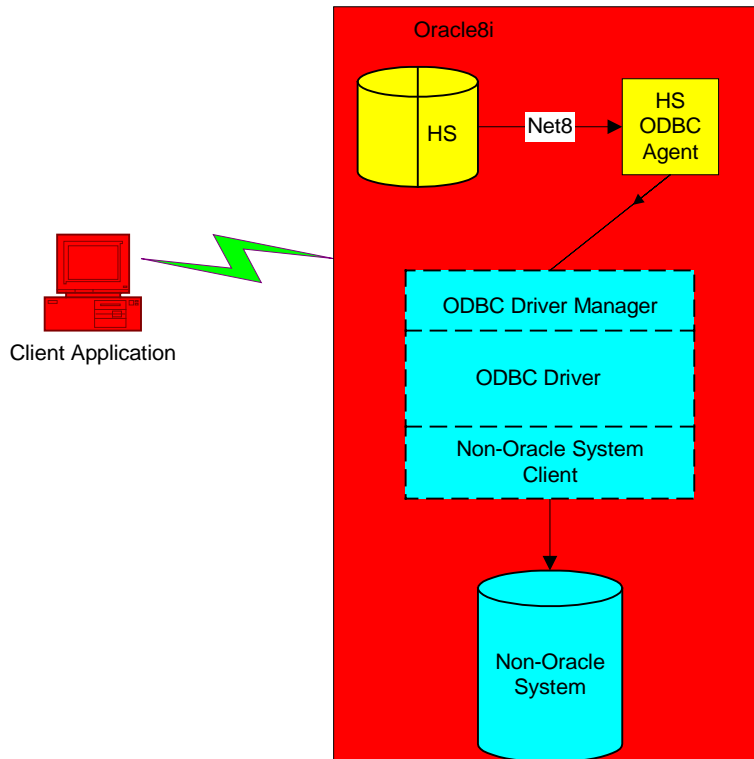 Oracle8i
HS
Net8
HS
ODBC
Agent
Client Application
ODBC Driver Manager
ODBC Driver
Non-Oracle System
Client
Non-Oracle
System